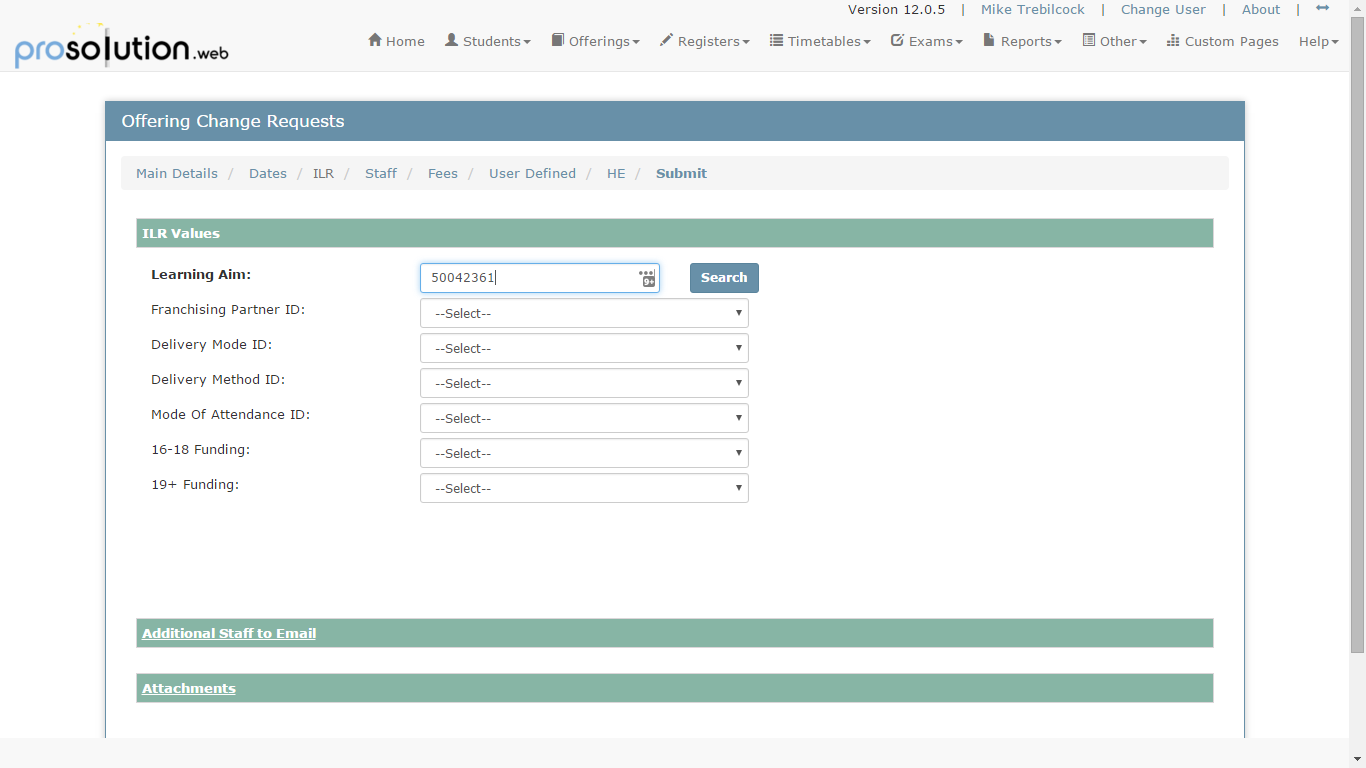 Version 12.0.5 | Mike Trebilcock | Change User | About |
prosolution.web
Home Students Offerings Registers Timetables Exams Reports Other Custom Pages Help
Offering Change Requests
Main Details / Dates / ILR / Staff / Fees / User Defined / HE / Submit
ILR Values
Learning Aim: 50042361 9+ Search
Franchising Partner ID: --Select--
Delivery Mode ID: --Select--
Delivery Method ID: --Select--
Mode Of Attendance ID: --Select--
16-18 Funding: --Select--
19+ Funding: --Select--
Additional Staff to Email
Attachments